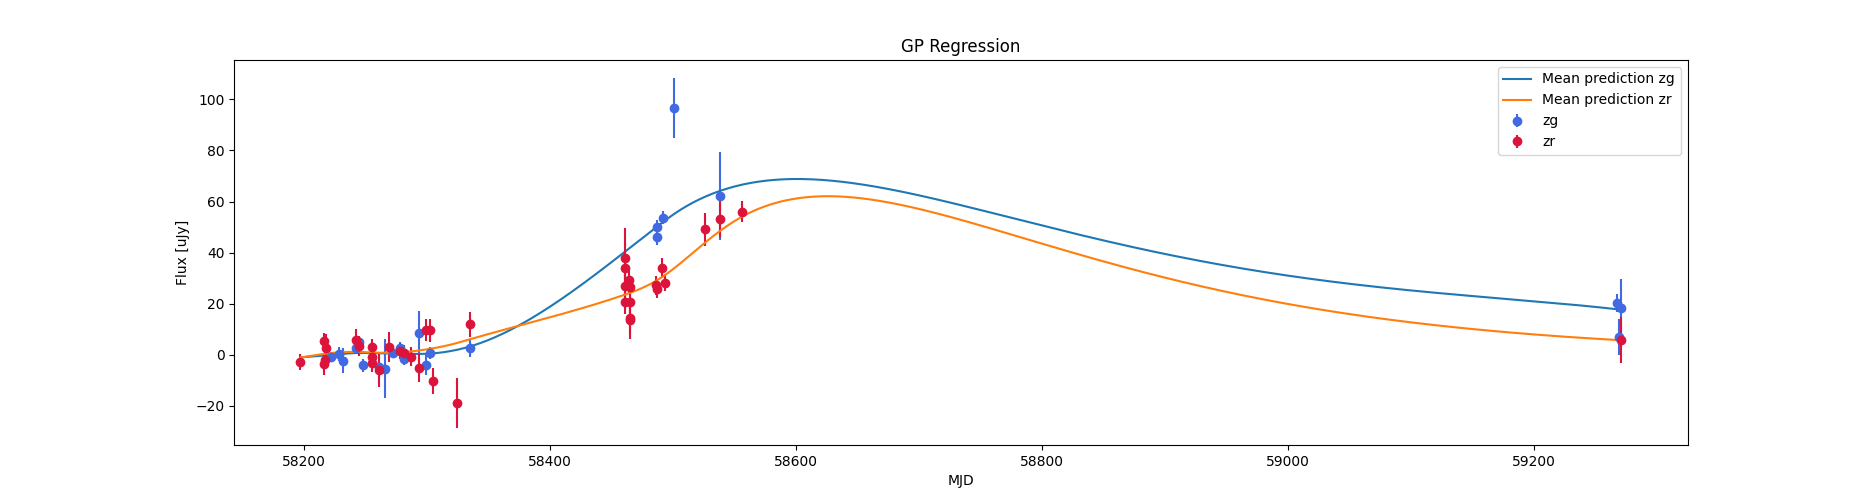 GP Regression
Flux [uJy]
100
80
60
40
20
0
−20
58200
58400
58600
58800
59000
59200
MJD
Mean prediction zg
Mean prediction zr
zg
zr